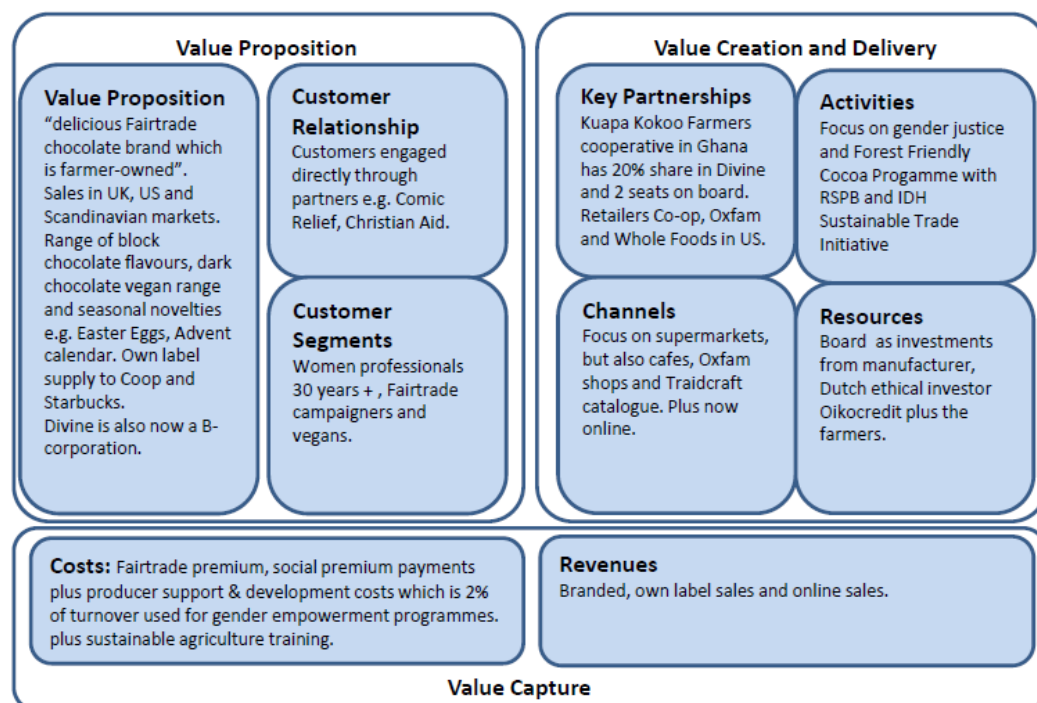 Value Proposition
Value Proposition
“delicious Fairtrade
chocolate brand which
is farmer-owned”.
Sales in UK, US and
Scandinavian markets.
Range of block
chocolate flavours, dark
chocolate vegan range
and seasonal novelties
e.g. Easter Eggs, Advent
calendar. Own label
supply to Coop and
Starbucks.
Divine is also now a B-
corporation.
Customer
Relationship
Customers engaged
directly through
partners e.g. Comic
Relief, Christian Aid.
Customer
Segments
Women professionals
30 years + , Fairtrade
campaigners and
vegans.
Value Creation and Delivery
Key Partnerships
Kuapa Kokoo Farmers
cooperative in Ghana
has 20% share in Divine
and 2 seats on board.
Retailers Co-op, Oxfam
and Whole Foods in US.
Activities
Focus on gender justice
and Forest Friendly
Cocoa Progamme with
RSPB and IDH
Sustainable Trade
Initiative
Channels
Focus on supermarkets,
but also cafes, Oxfam
shops and Traidcraft
catalogue. Plus now
online.
Resources
Board  as investments
from manufacturer,
Dutch ethical investor
Oikocredit plus the
farmers.
Costs: Fairtrade premium, social premium payments
plus producer support & development costs which is 2%
of turnover used for gender empowerment programmes.
plus sustainable agriculture training.
Revenues
Branded, own label sales and online sales.
Value Capture